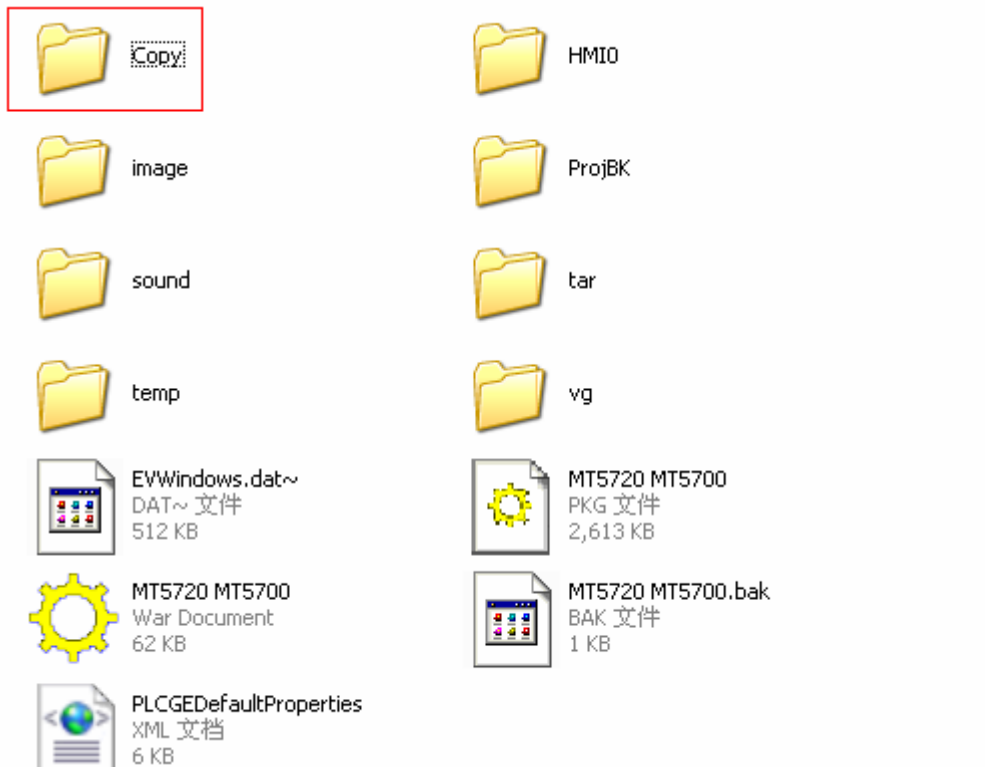 Copy
HMI0
image
ProjBK
sound
tar
temp
vg
EVWindows.dat~
DAT~ 文件
512 KB
MT5720 MT5700
PKG 文件
2,613 KB
MT5720 MT5700
War Document
62 KB
MT5720 MT5700.bak
BAK 文件
1 KB
PLCGEDefaultProperties
XML 文档
6 KB